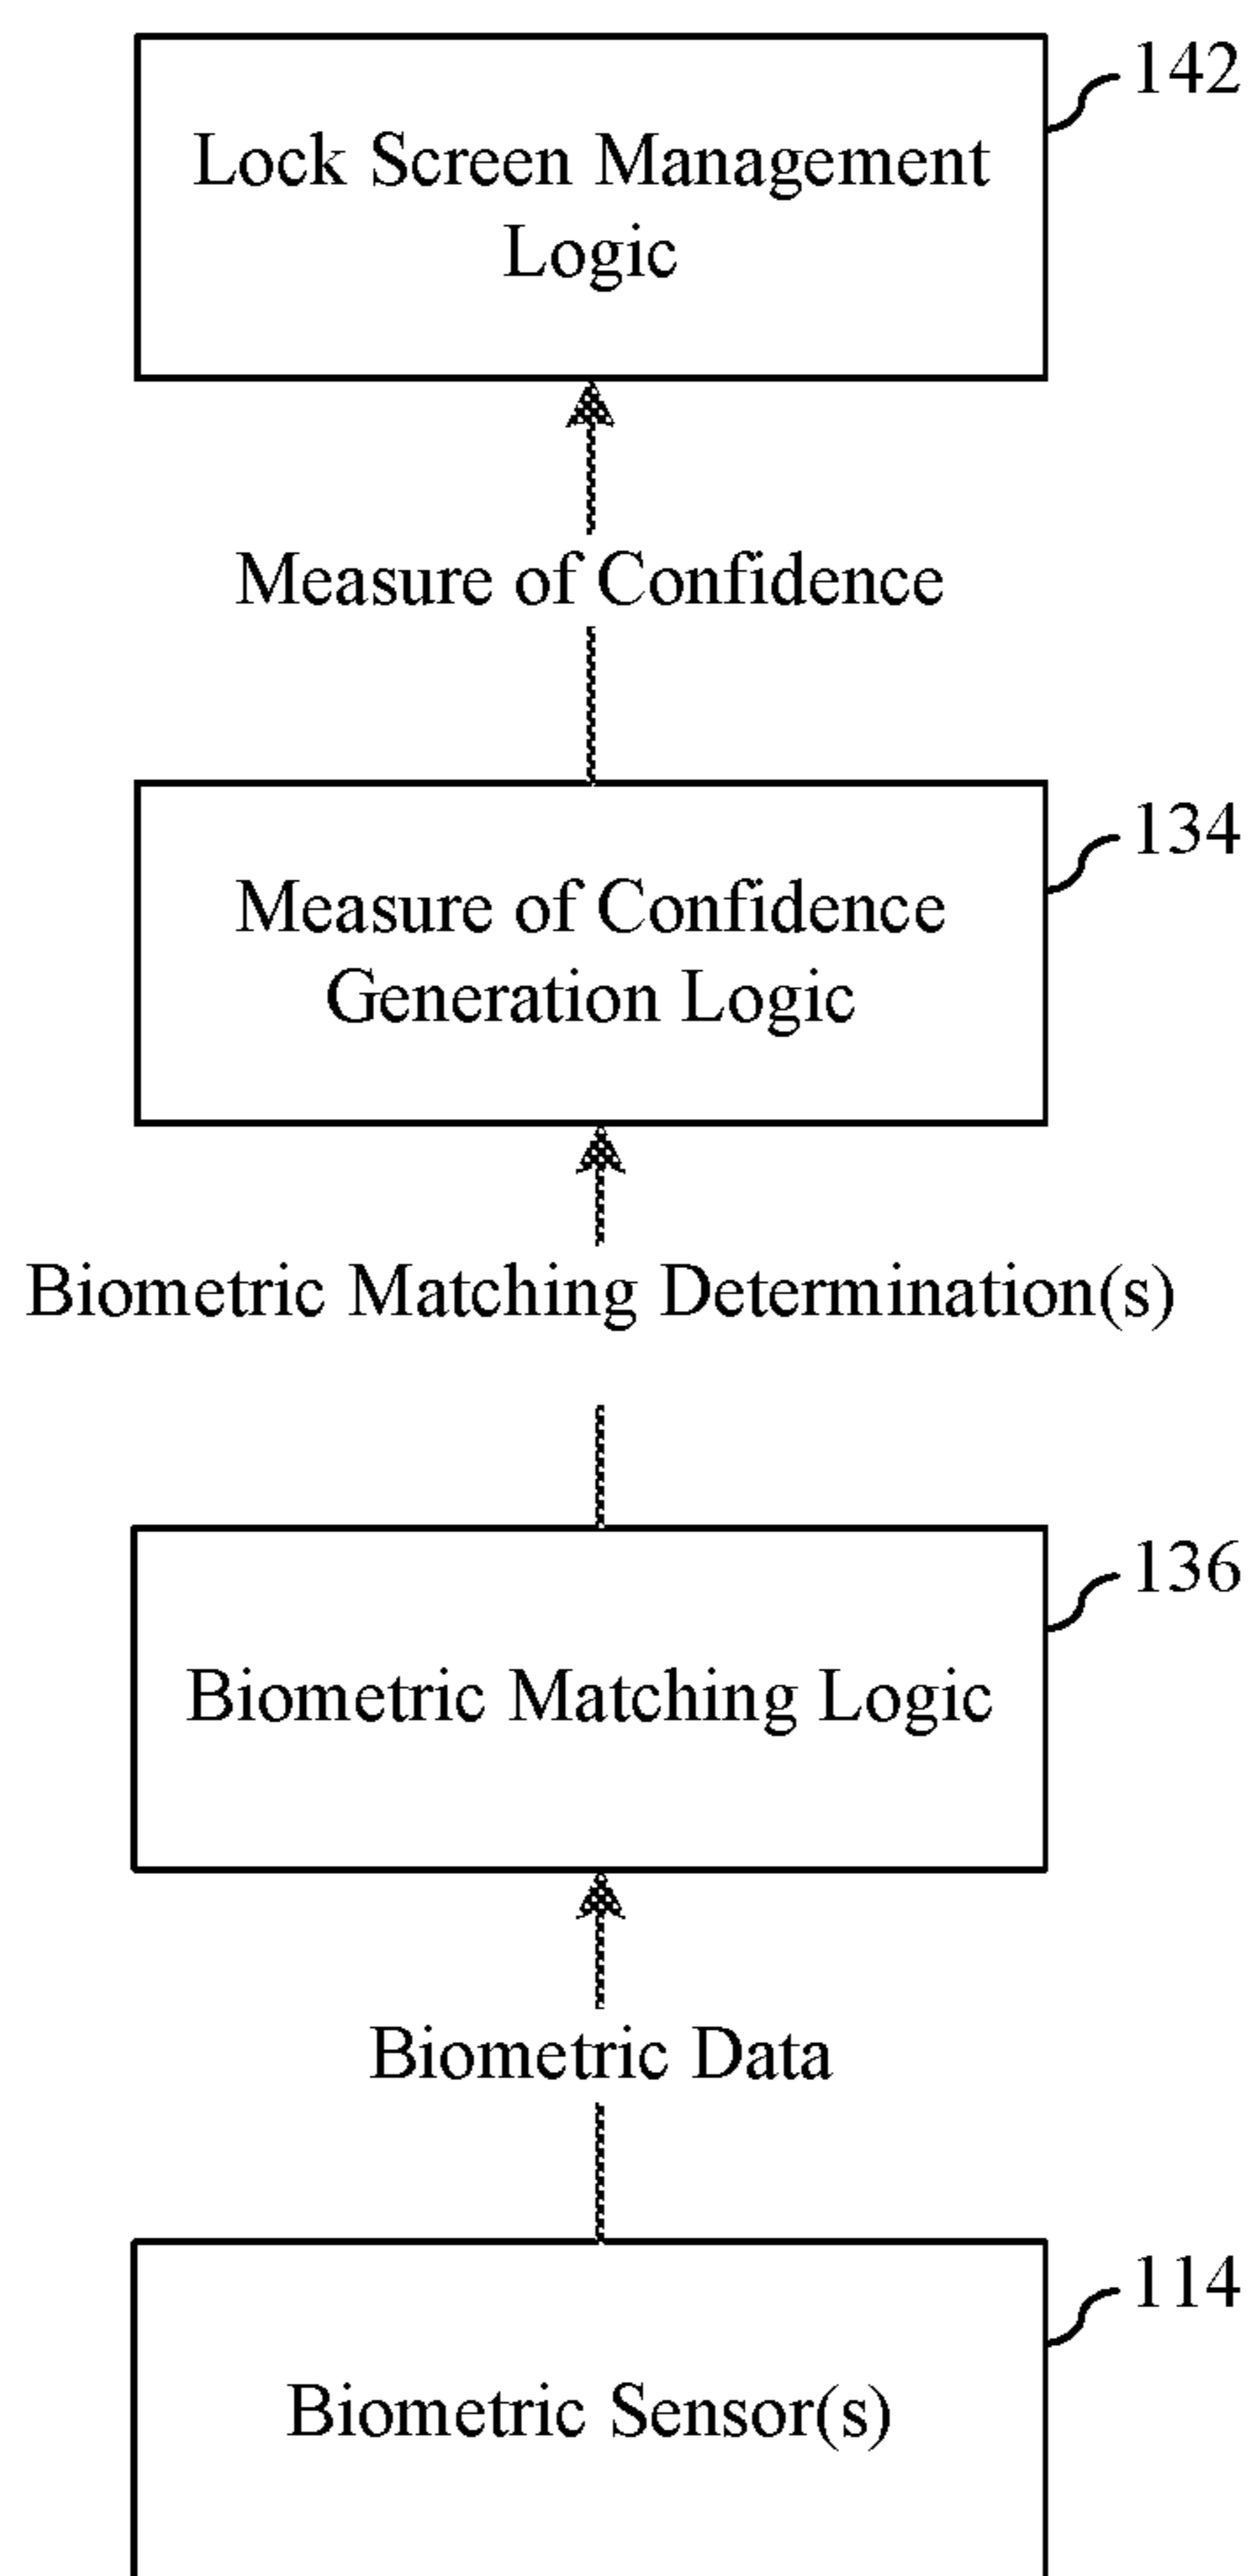 142
Lock Screen Management
Logic
Measure of Confidence
134
Measure of Confidence
Generation Logic
Biometric Matching Determination(s)
136
Biometric Matching Logic
Biometric Data
114
Biometric Sensor(s)